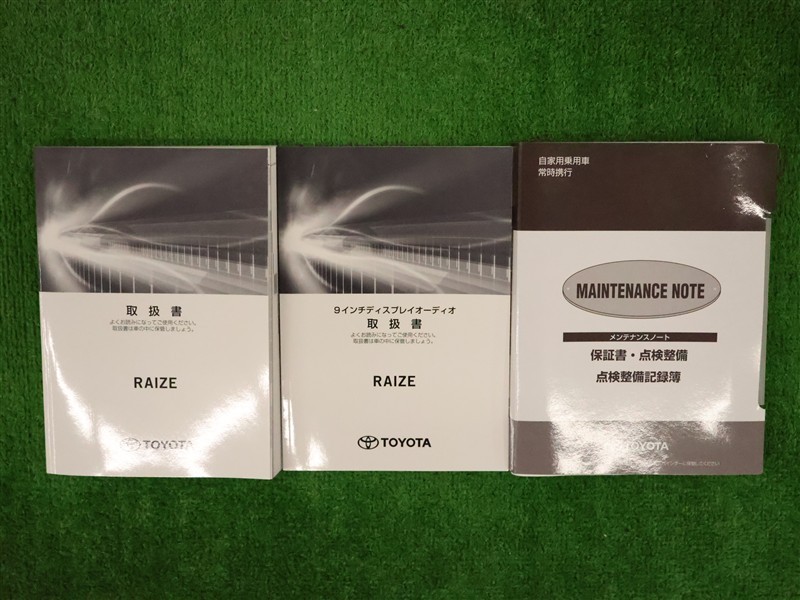 取扱書
よくお読みになってご使用ください。
取扱書は車の中に保管しましょう。
RAIZE
TOYOTA
9インチディスプレイオーディオ
取扱書
よくお読みになってご使用ください。
取扱書は車の中に保管しましょう。
RAIZE
TOYOTA
自家用乗用車
常時携行
MAINTENANCE NOTE
メンテナンスノート
保証書・点検整備
点検整備記録簿
TOYOTA